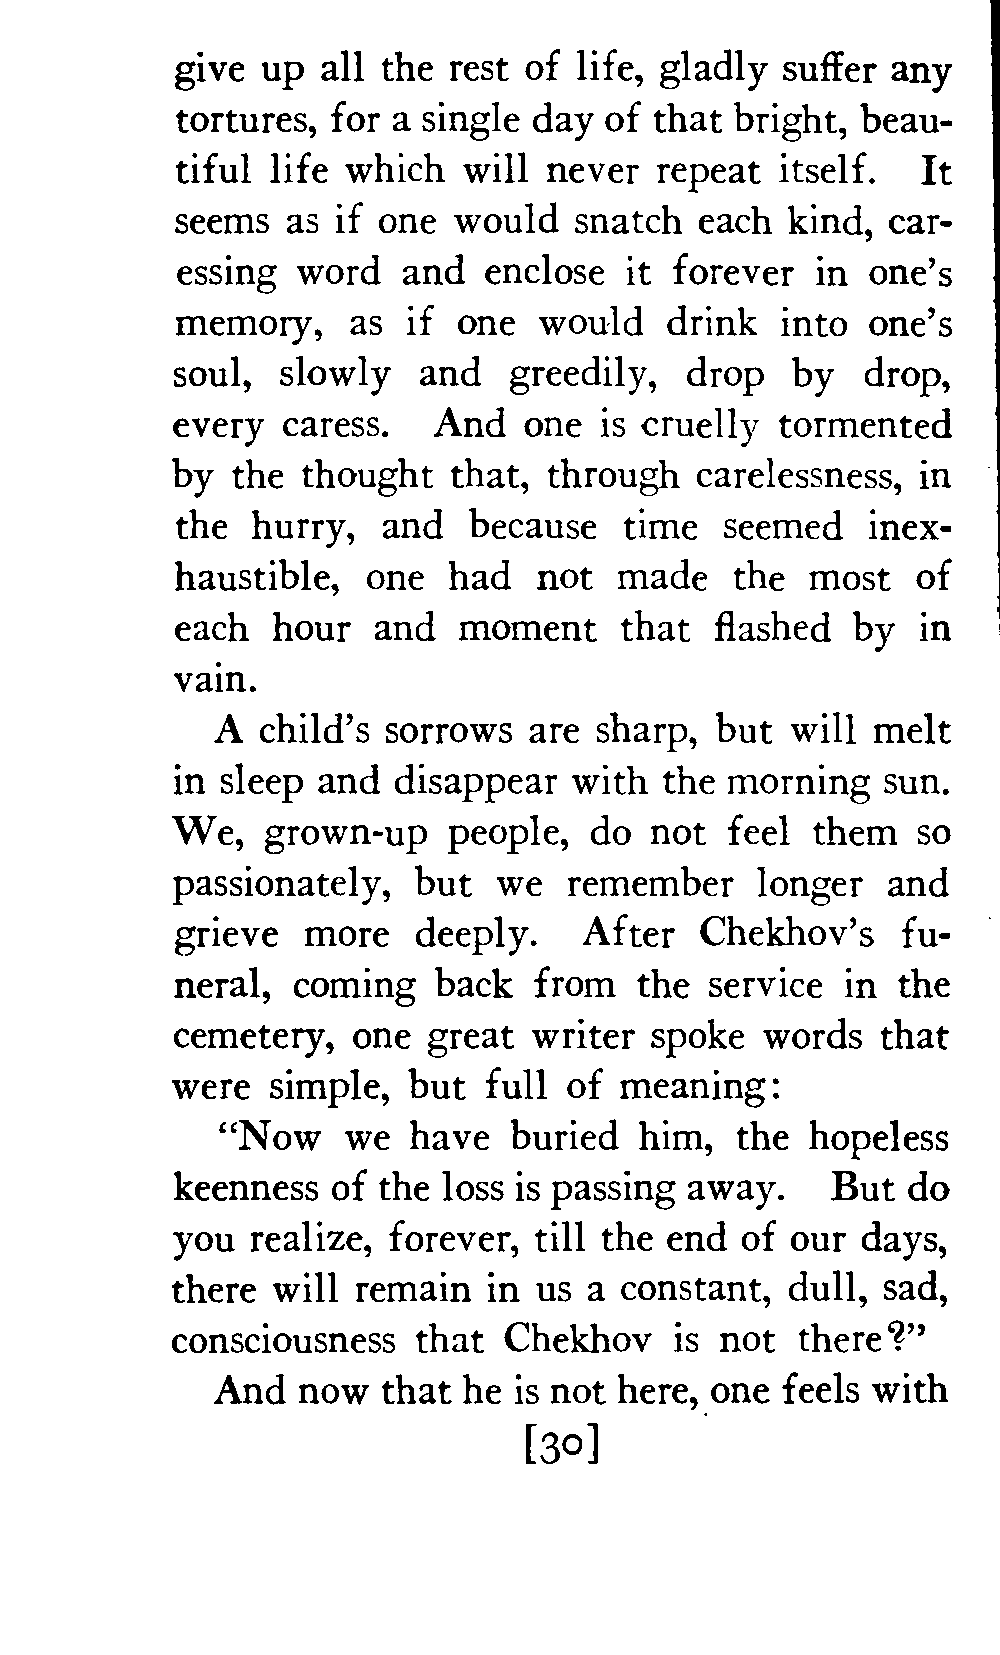 give up all the rest of life, gladly suffer any
tortures, for a single day of that bright, beau-
tiful life which will never repeat itself. It
seems as if one would snatch each kind, car-
essing word and enclose it forever in one's
memory, as if one would drink into one's
soul, slowly and greedily, drop by drop,
every caress. And one is cruelly tormented
by the thought that, through carelessness, in
the hurry, and because time seemed inex-
haustible, one had not made the most of
each hour and moment that flashed by in
vain.
A child's sorrows are sharp, but will melt
in sleep and disappear with the morning sun.
We, grown-up people, do not feel them so
passionately, but we remember longer and
grieve more deeply. After Chekhov's fu-
neral, coming back from the service in the
cemetery, one great writer spoke words that
were simple, but full of meaning:
"Now we have buried him, the hopeless
keenness of the loss is passing away. But do
you realize, forever, till the end of our days,
there will remain in us a constant, dull, sad,
consciousness that Chekhov is not there?"
And now that he is not here, one feels with
[30]